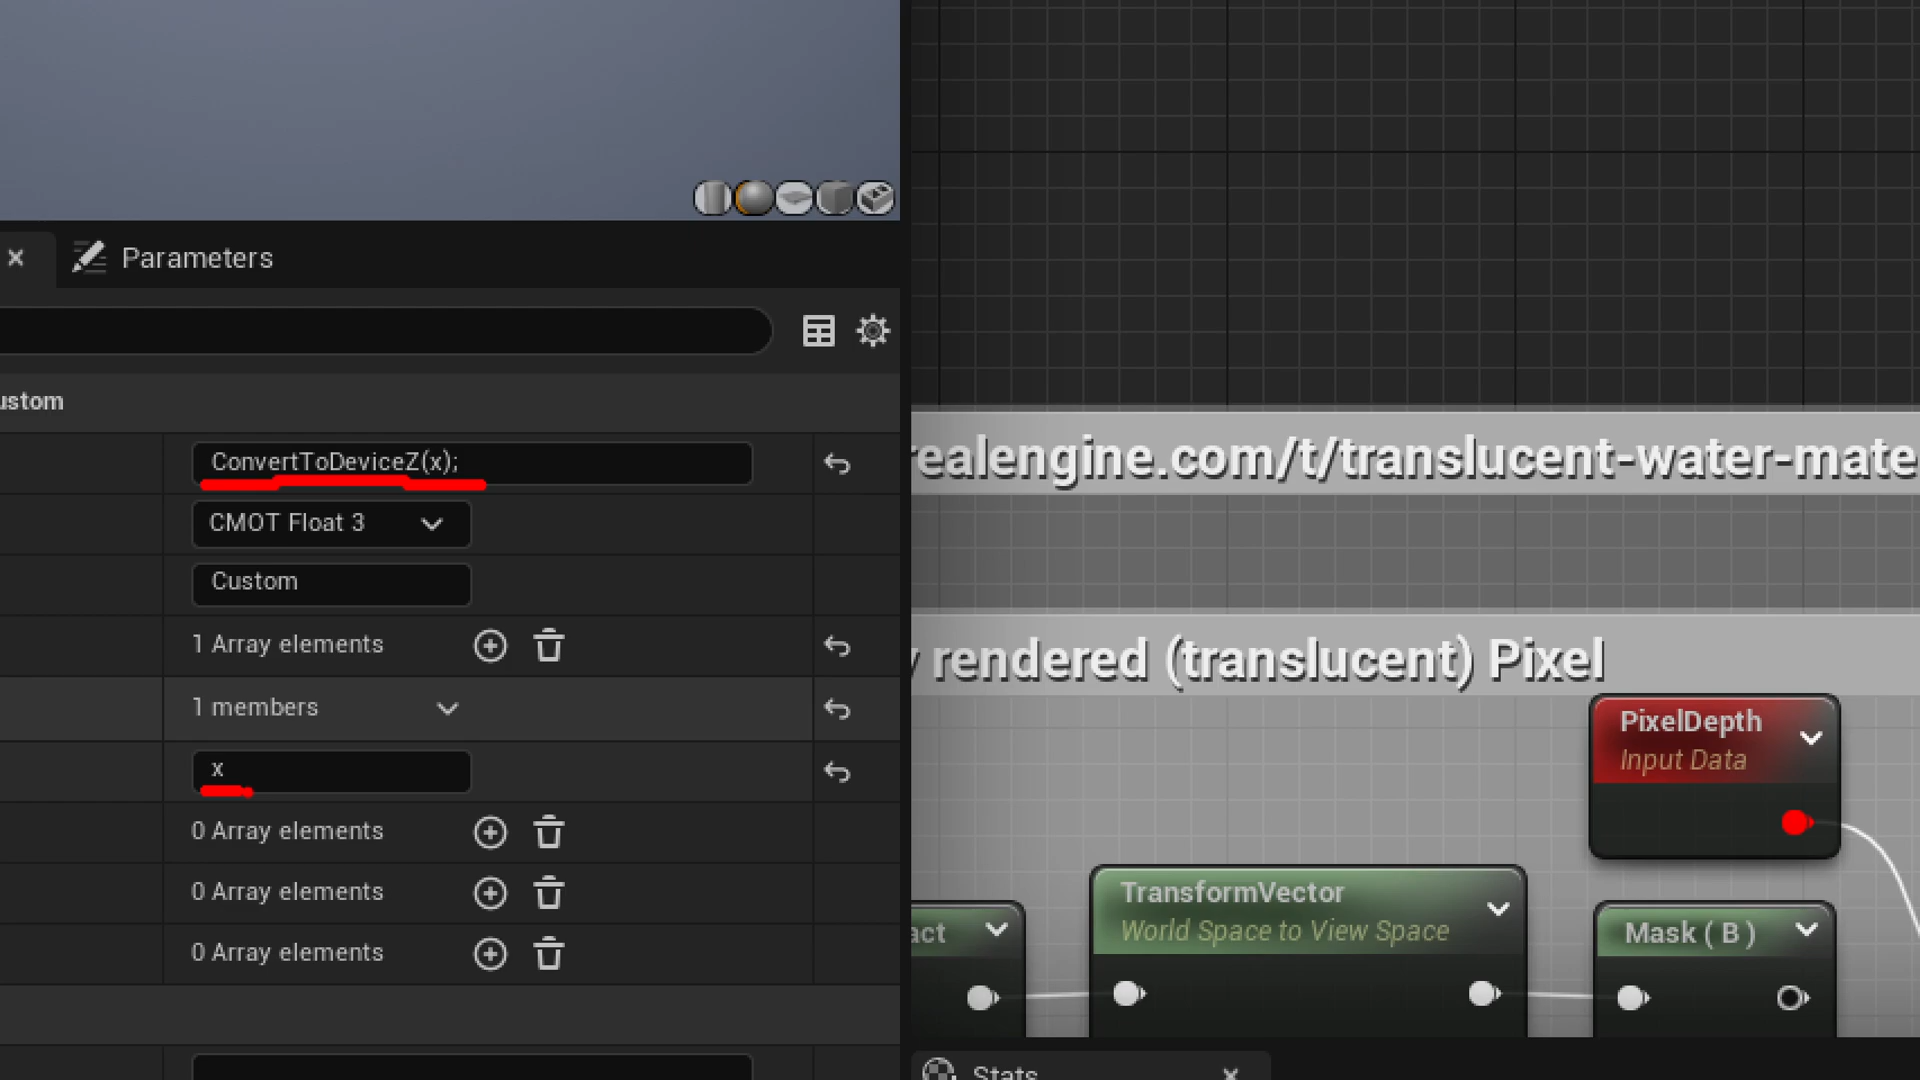 Parameters
ustom
ConvertToDeviceZ(x);
CMOT Float 3
Custom
1 Array elements
1 members
x
0 Array elements
0 Array elements
0 Array elements
realengine.com/t/translucent-water-mate
y rendered (translucent) Pixel
PixelDepth
Input Data
TransformVector
World Space to View Space
act
Mask ( B )
Stats